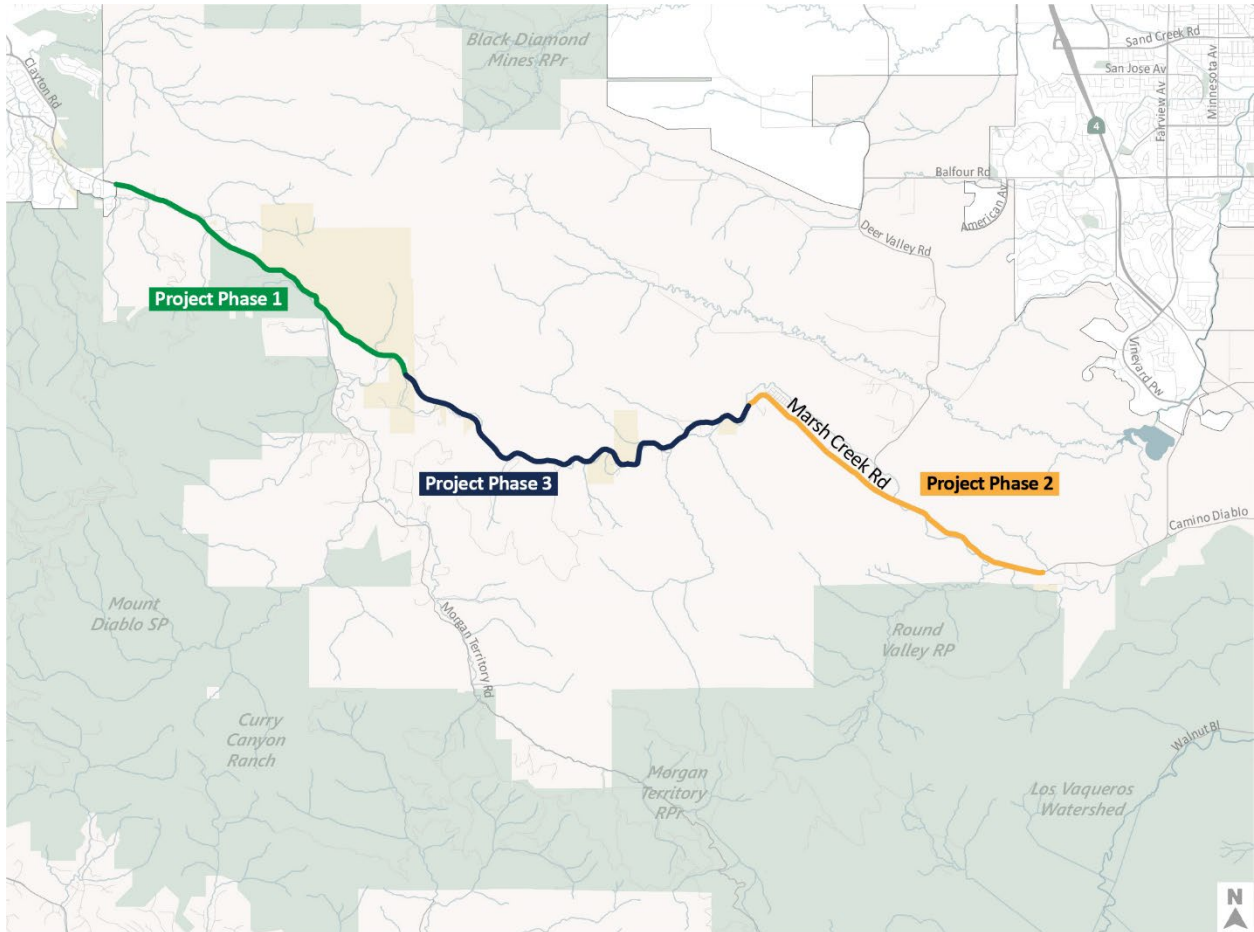 Black Diamond
Mines RPr
Sand Creek Rd
San Jose Av
Fairview Av
Minnesota Av
Clayton Rd
4
Balfour Rd
American Av
Deer Valley Rd
Project Phase 1
Vineyard Pw
Marsh Creek Rd
Project Phase 3
Project Phase 2
Camino Diablo
Mount
Diablo SP
Morgan Territory Rd
Round
Valley RP
Curry
Canyon
Ranch
Walnut Bl
Morgan
Territory
RPr
Los Vaqueros
Watershed
N